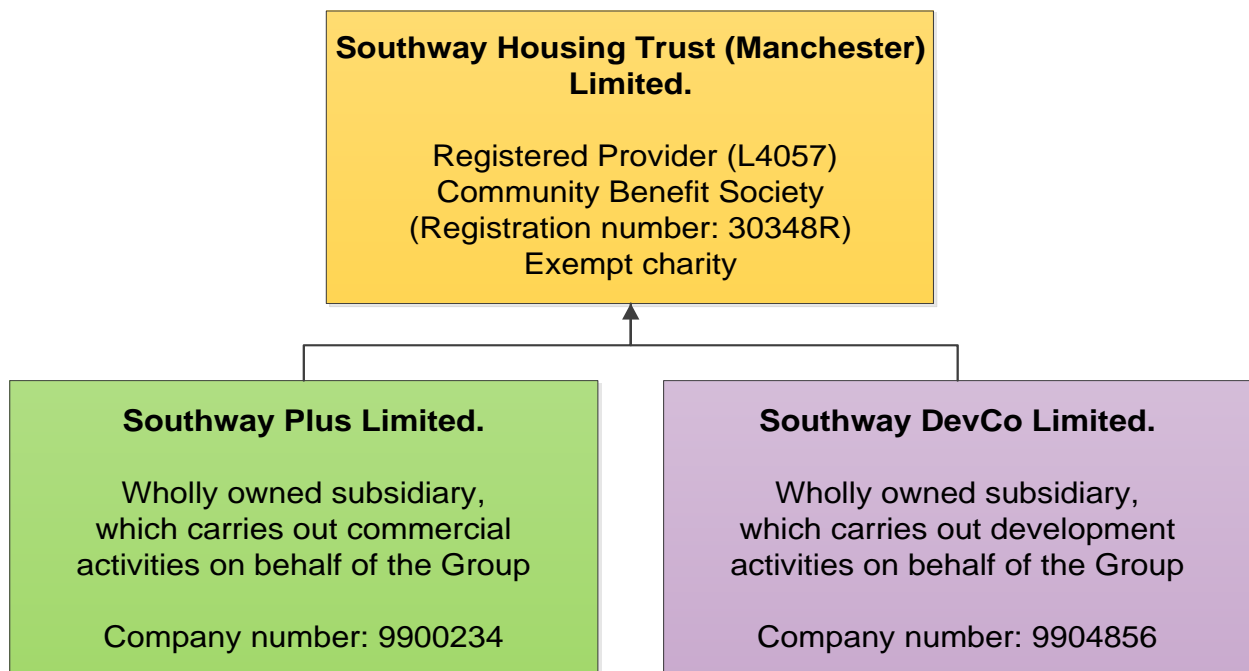 Southway Housing Trust (Manchester)
Limited.
Registered Provider (L4057)
Community Benefit Society
(Registration number: 30348R)
Exempt charity
Southway Plus Limited.
Wholly owned subsidiary,
which carries out commercial
activities on behalf of the Group
Company number: 9900234
Southway DevCo Limited.
Wholly owned subsidiary,
which carries out development
activities on behalf of the Group
Company number: 9904856